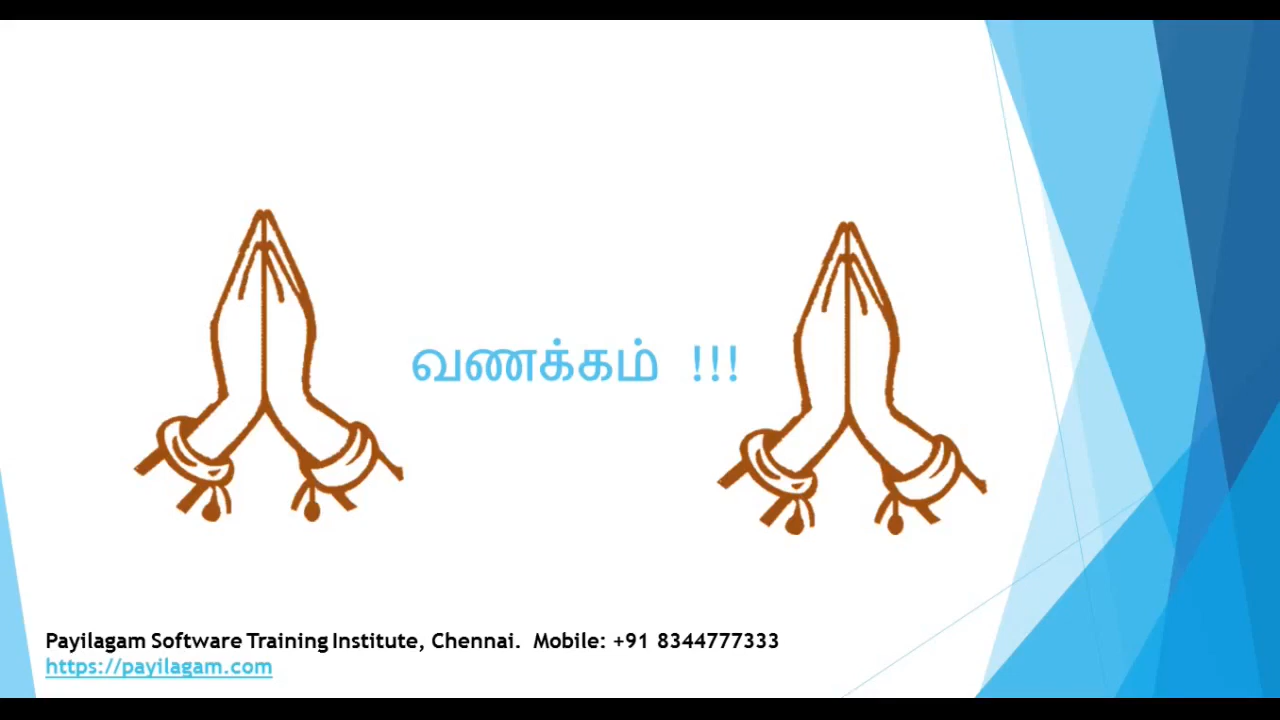 வணக்கம் !!!
Payilagam Software Training Institute, Chennai. Mobile: +91 8344777333
https://payilagam.com